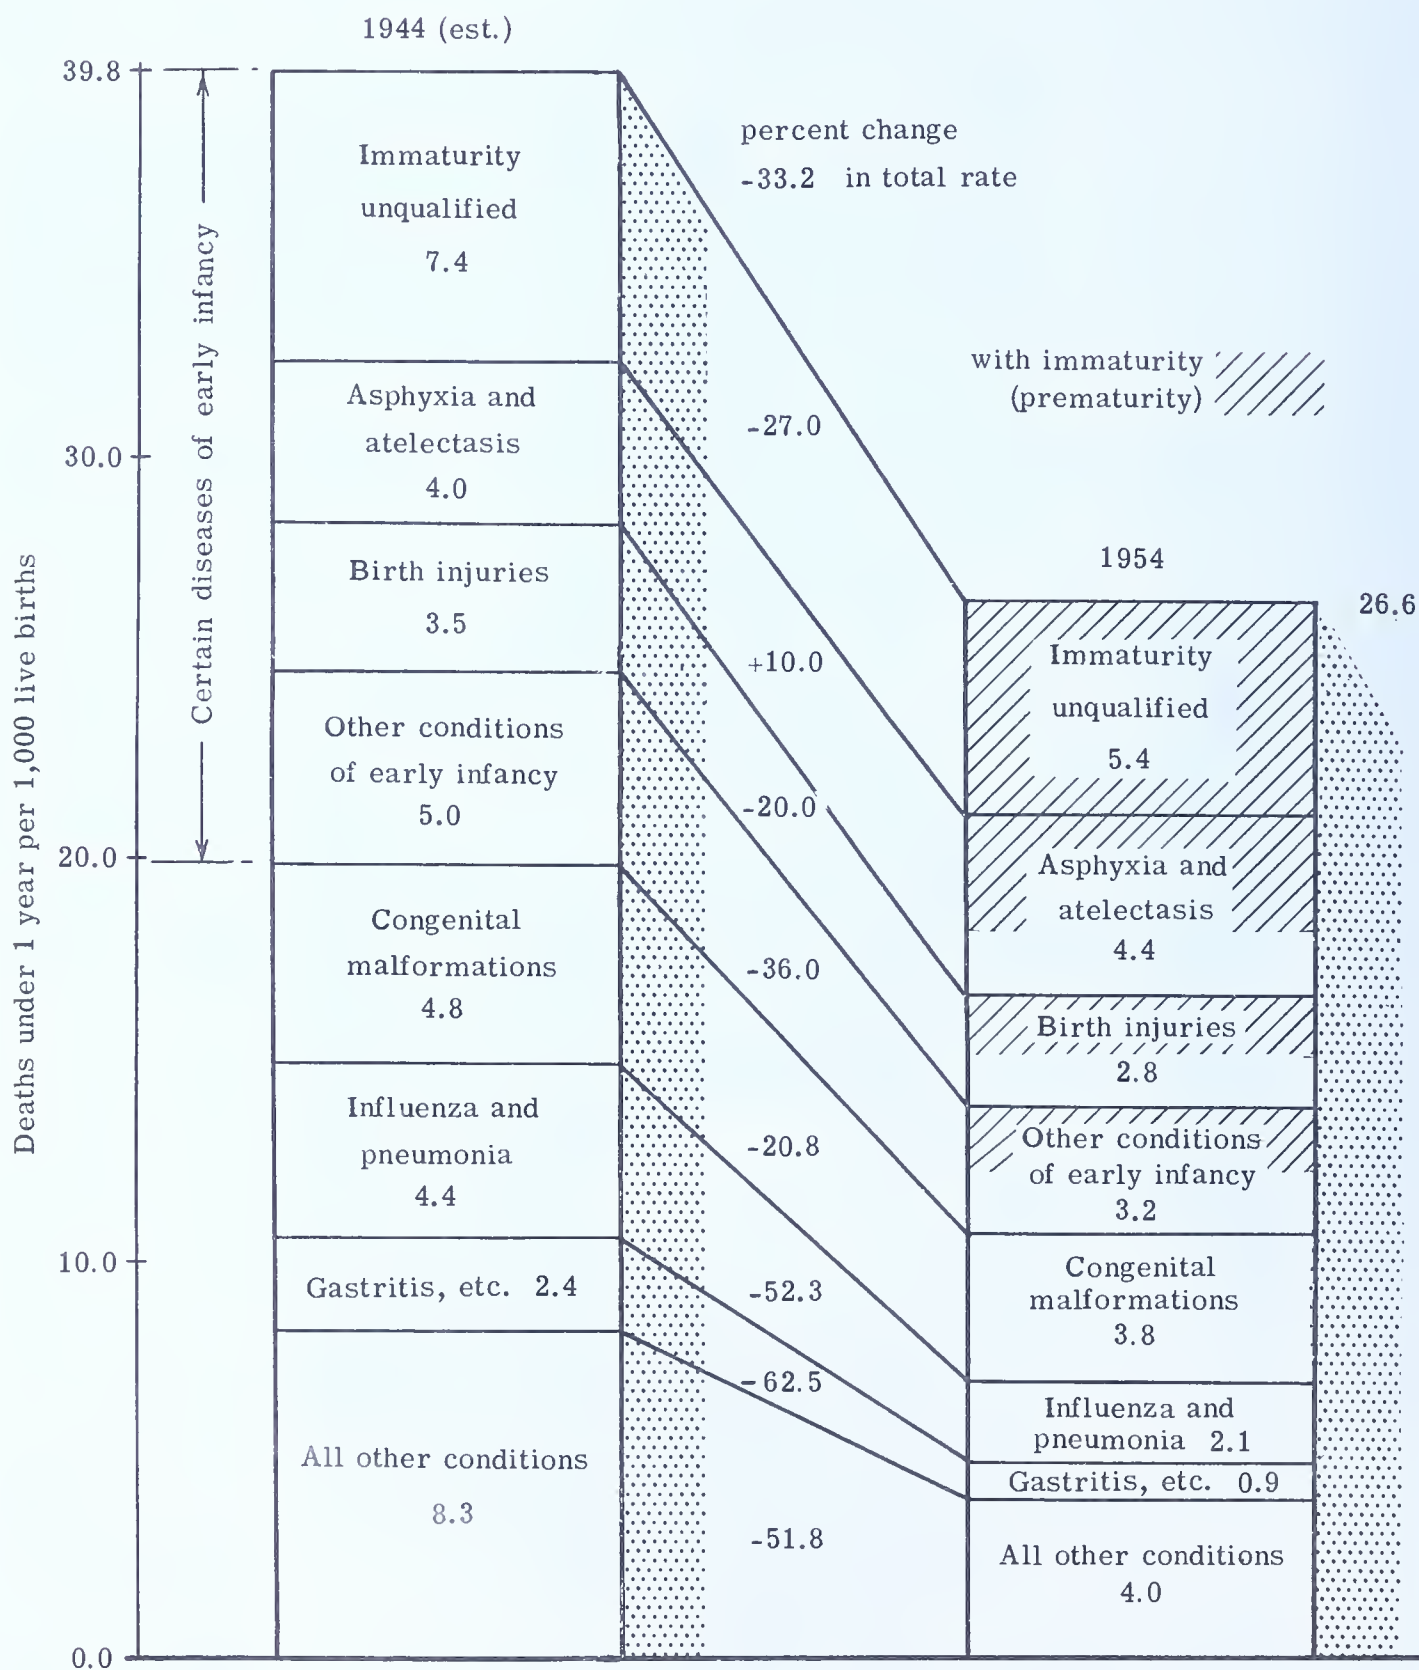 1944 (est.)
39.8
30.0
20.0
10.0
0.0
Deaths under 1 year per 1,000 live births
Certain diseases of early infancy
Immaturity
unqualified
7.4
Asphyxia and
atelectasis
4.0
Birth injuries
3.5
Other conditions
of early infancy
5.0
Congenital
malformations
4.8
Influenza and
pneumonia
4.4
Gastritis, etc. 2.4
All other conditions
8.3
percent change
-33.2 in total rate
-27.0
+10.0
-20.0
-36.0
-20.8
-52.3
-62.5
-51.8
with immaturity
(prematurity)
1954
26.6
Immaturity
unqualified
5.4
Asphyxia and
atelectasis
4.4
Birth injuries
2.8
Other conditions
of early infancy
3.2
Congenital
malformations
3.8
Influenza and
pneumonia 2.1
Gastritis, etc. 0.9
All other conditions
4.0